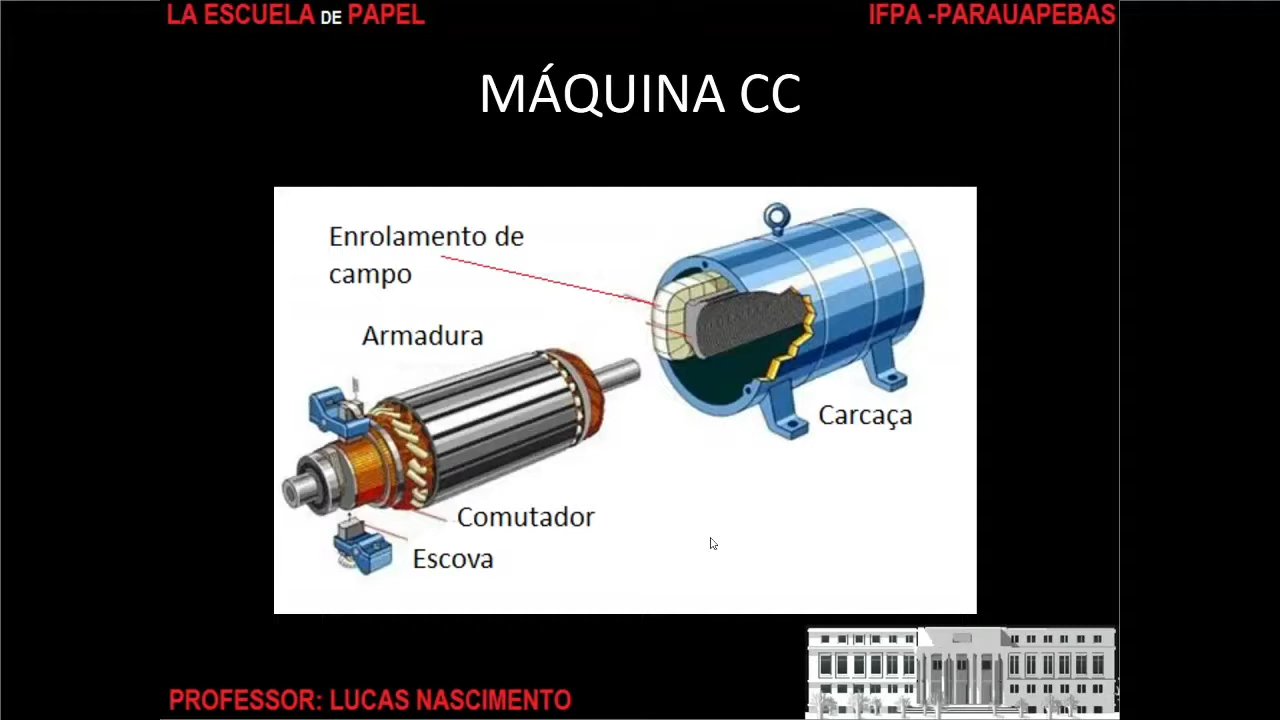 LA ESCUELA DE PAPEL
IFPA -PARAUAPEBAS
MÁQUINA CC
Enrolamento de
campo
Armadura
Carcaça
Comutador
Escova
PROFESSOR: LUCAS NASCIMENTO